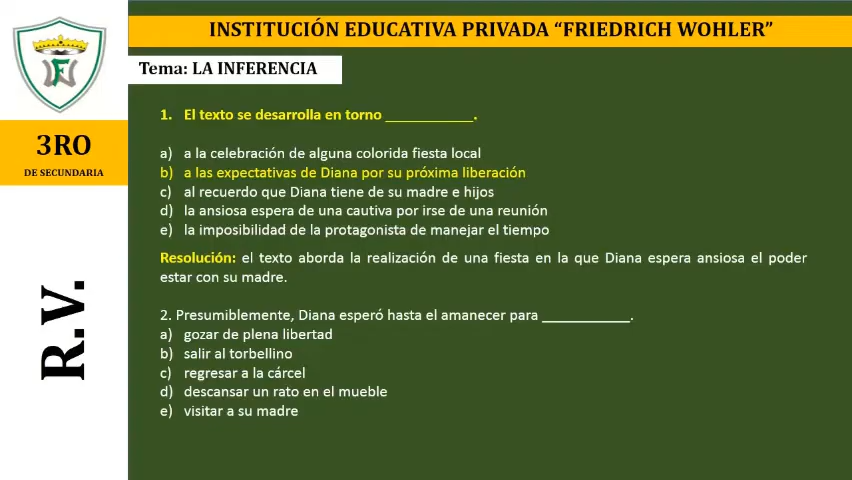 INSTITUCIÓN EDUCATIVA PRIVADA “FRIEDRICH WOHLER”
Tema: LA INFERENCIA
3RO
DE SECUNDARIA
R.V.
1. El texto se desarrolla en torno ___________.
a) a la celebración de alguna colorida fiesta local
b) a las expectativas de Diana por su próxima liberación
c) al recuerdo que Diana tiene de su madre e hijos
d) la ansiosa espera de una cautiva por irse de una reunión
e) la imposibilidad de la protagonista de manejar el tiempo
Resolución: el texto aborda la realización de una fiesta en la que Diana espera ansiosa el poder
estar con su madre.
2. Presumiblemente, Diana esperó hasta el amanecer para ___________.
a) gozar de plena libertad
b) salir al torbellino
c) regresar a la cárcel
d) descansar un rato en el mueble
e) visitar a su madre